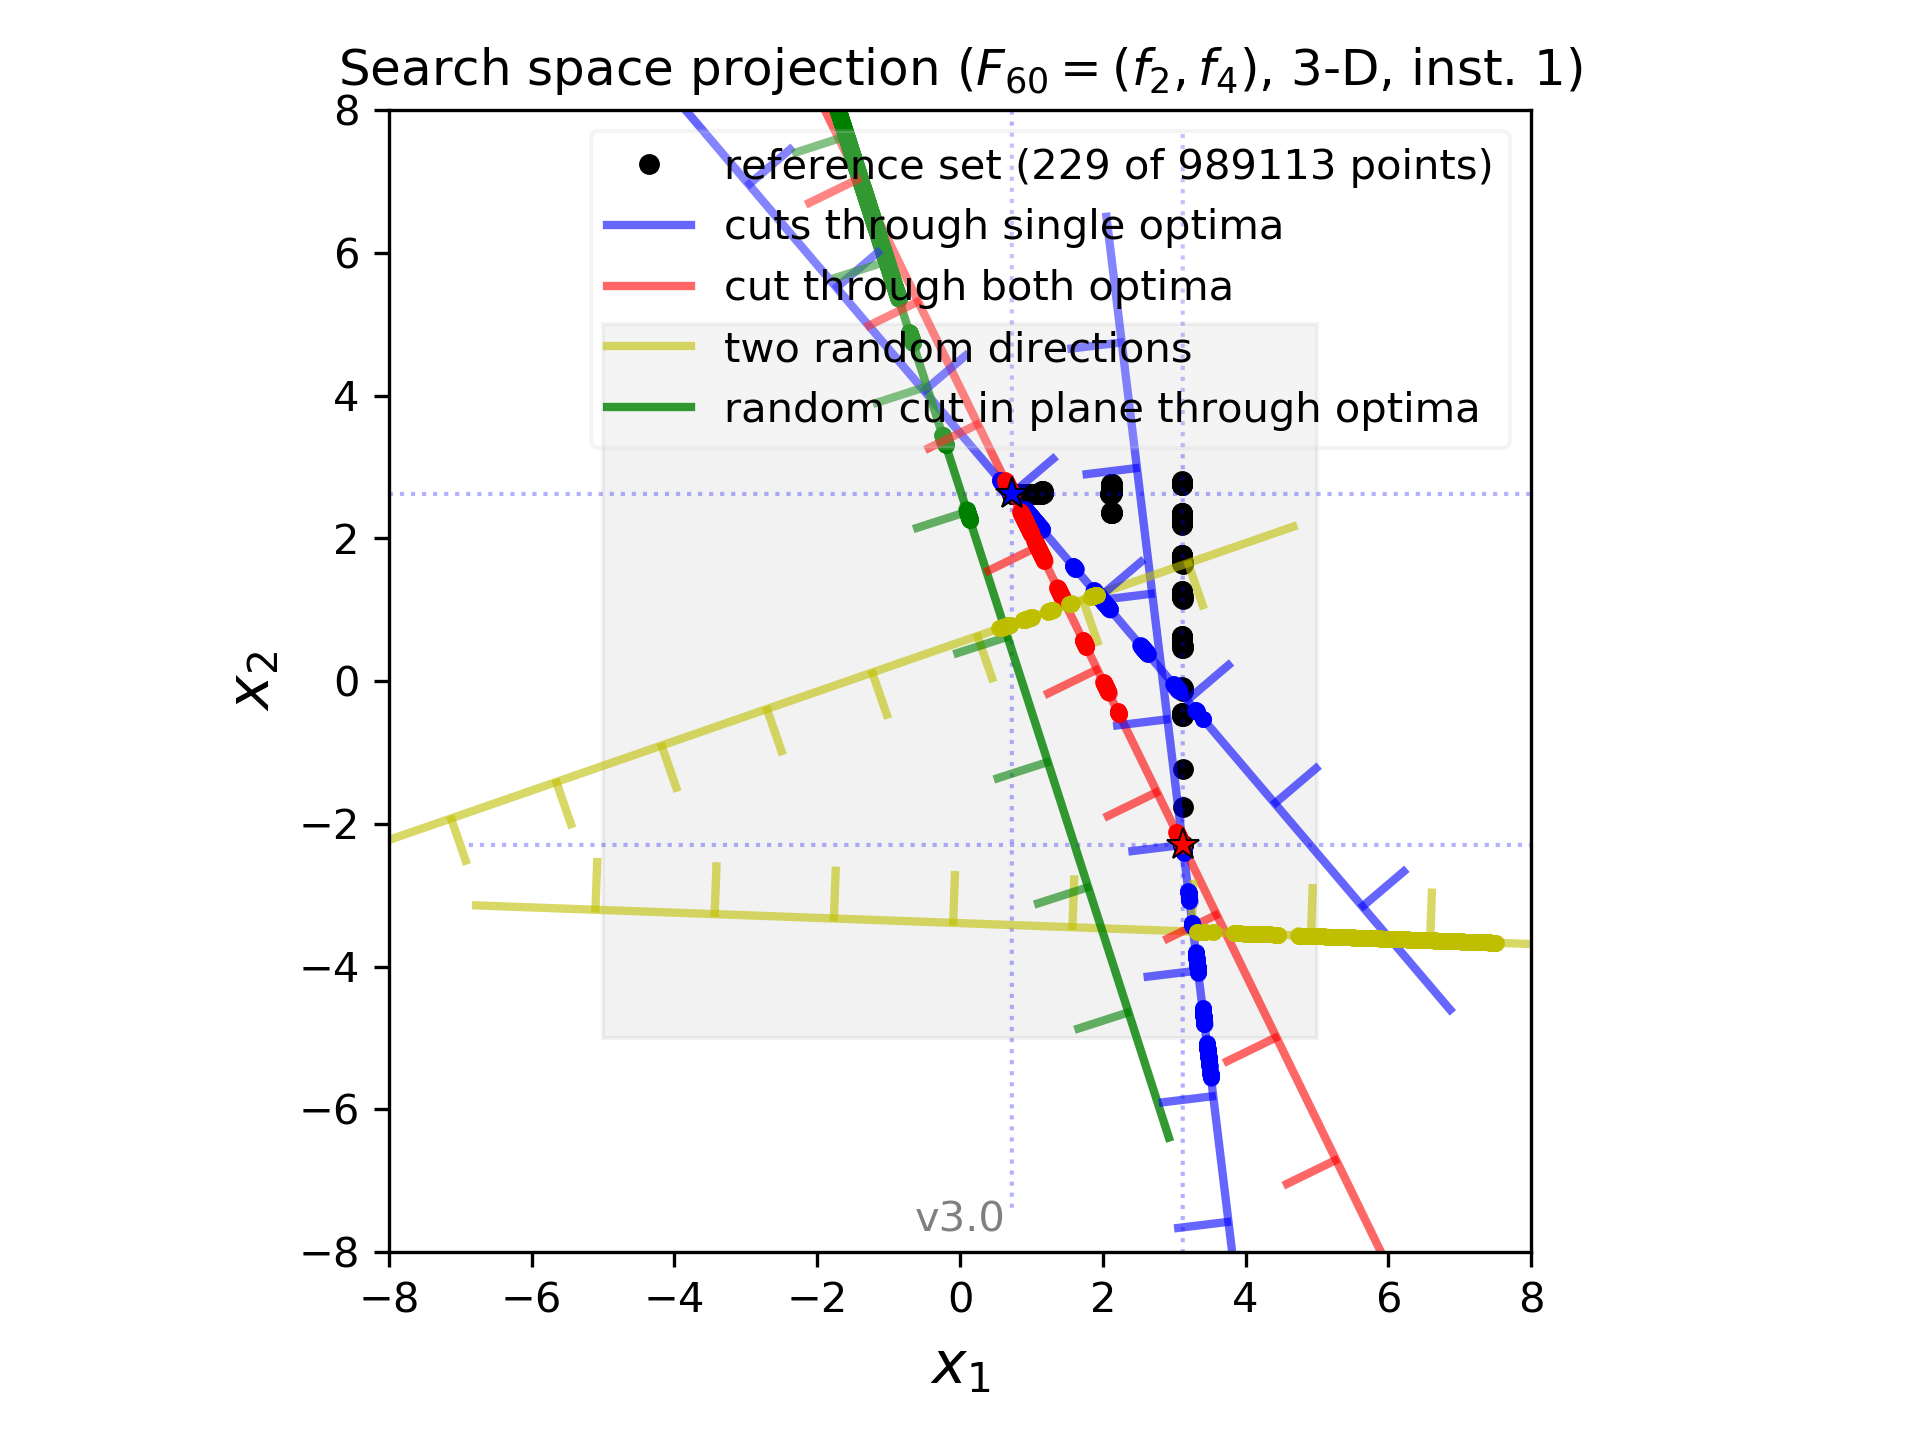 Search space projection (F₆₀ = (f₂, f₄), 3-D, inst. 1)
reference set (229 of 989113 points)
cuts through single optima
cut through both optima
two random directions
random cut in plane through optima
8
6
4
2
0
−2
−4
−6
−8
x₂
v3.0
−8 −6 −4 −2 0 2 4 6 8
x₁